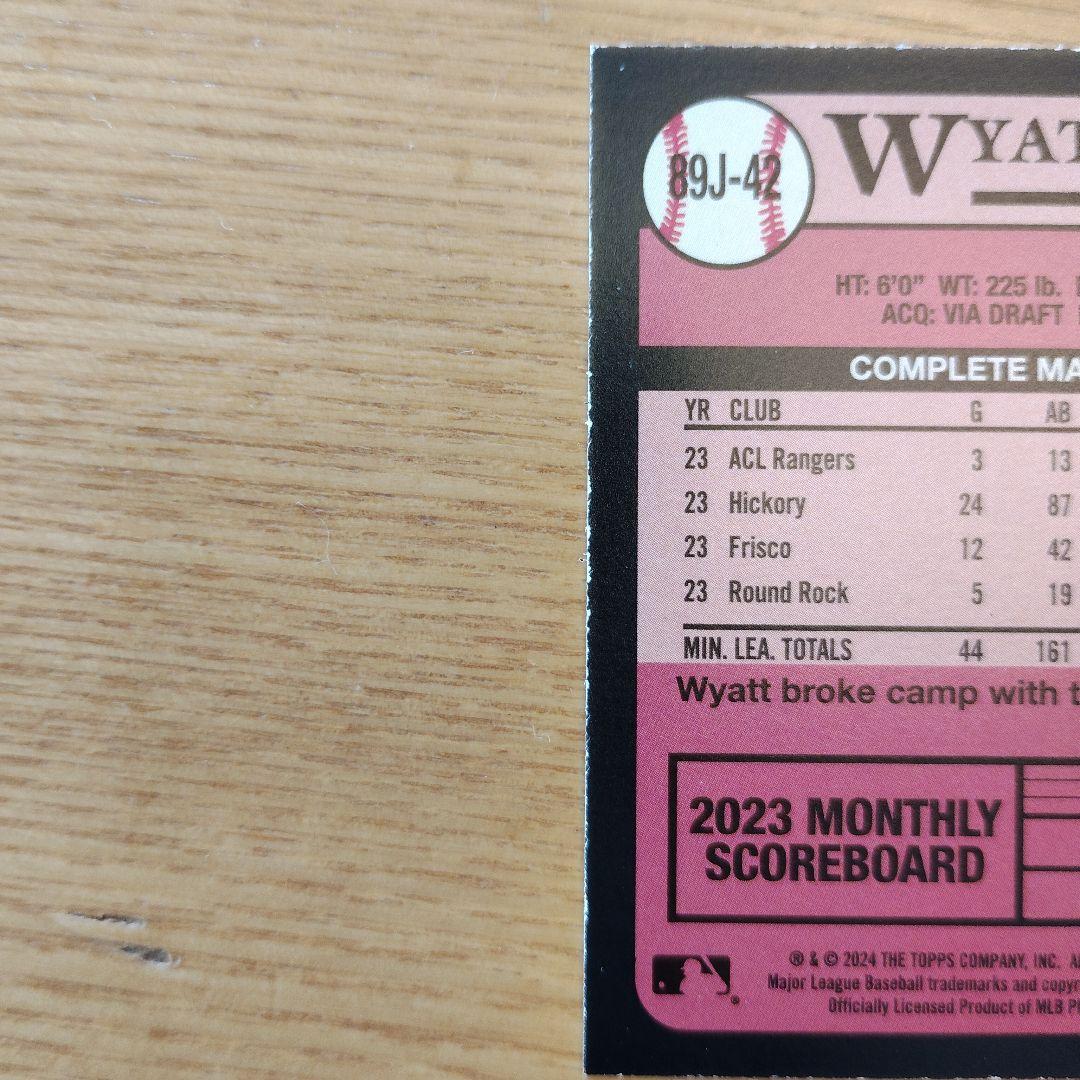 89J-42
WYAT
HT: 6'0" WT: 225 lb.
ACQ: VIA DRAFT
COMPLETE MA
YR CLUB G AB
23 ACL Rangers 3 13
23 Hickory 24 87
23 Frisco 12 42
23 Round Rock 5 19
MIN. LEA. TOTALS 44 161
Wyatt broke camp with t
2023 MONTHLY
SCOREBOARD
® & © 2024 THE TOPPS COMPANY, INC. A
Major League Baseball trademarks and copyr
Officially Licensed Product of MLB P